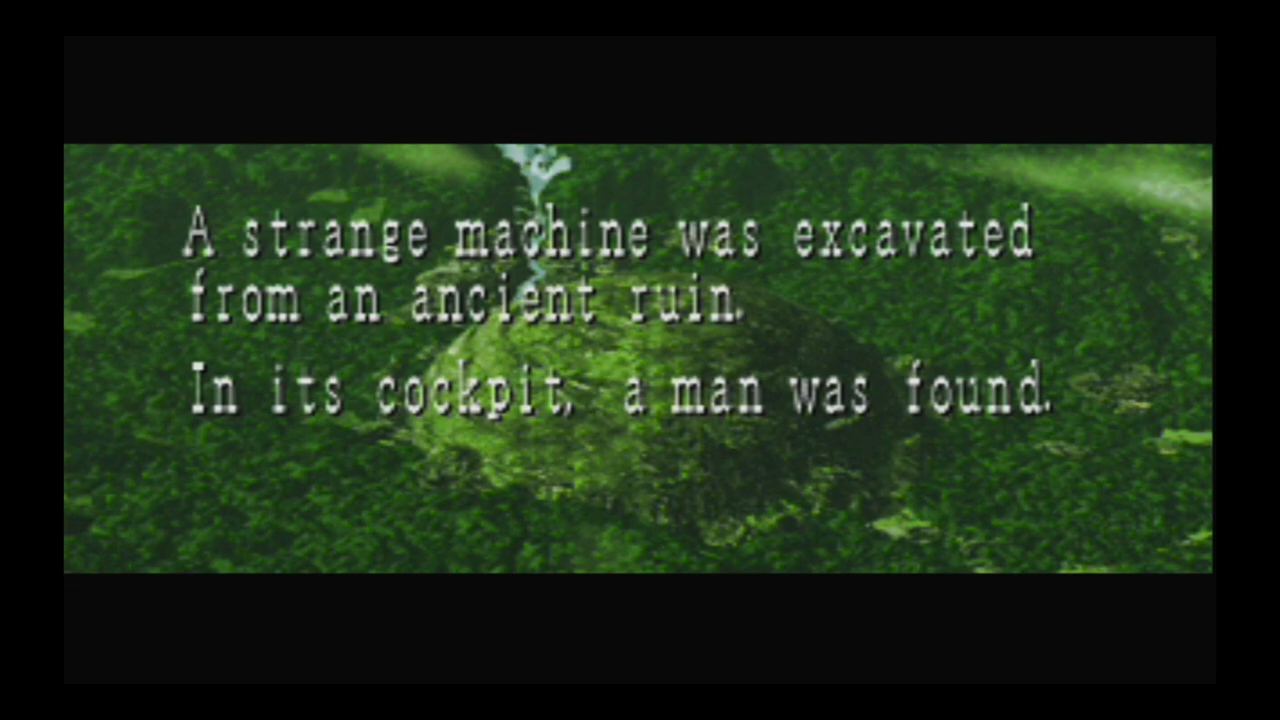 A strange machine was excavated
from an ancient ruin.
In its cockpit, a man was found.